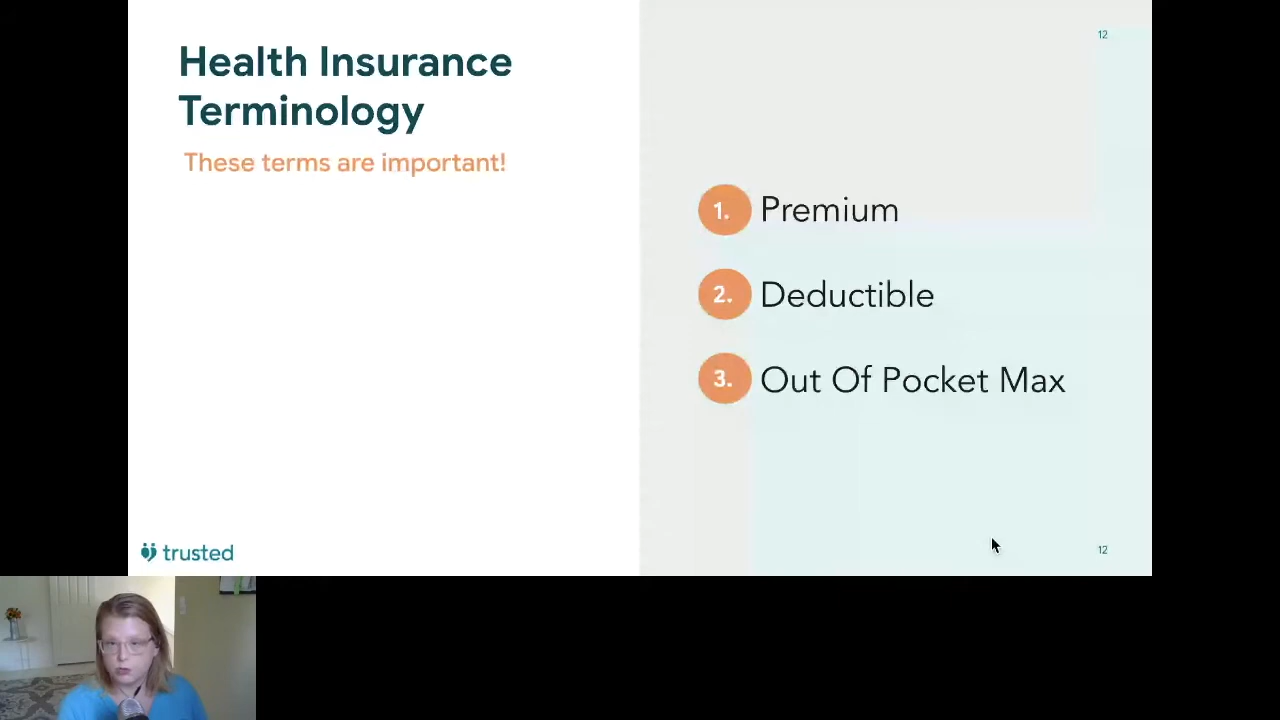 Health Insurance
Terminology
These terms are important!
12
1. Premium
2. Deductible
3. Out Of Pocket Max
trusted
12